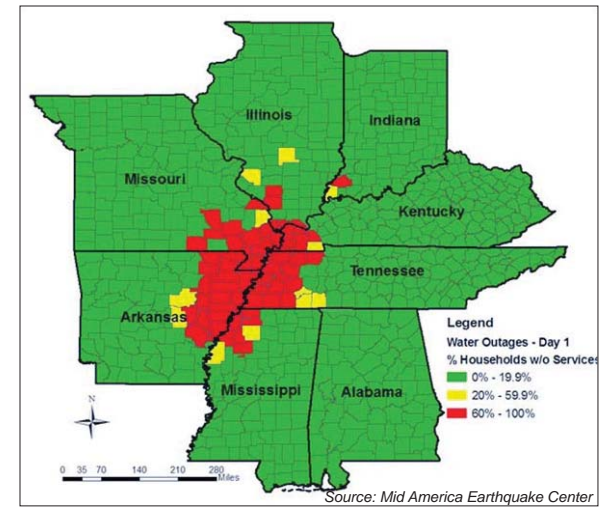 Illinois
Indiana
Missouri
Kentucky
Tennessee
Arkansas
Legend
Water Outages - Day 1
% Households w/o Services
0% - 19.9%
20% - 59.9%
60% - 100%
Mississippi
Alabama
N
0 35 70 140 210 280
Miles
Source: Mid America Earthquake Center